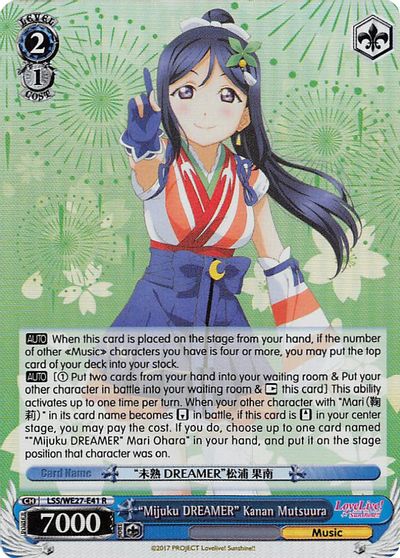 LEVEL
2
1
COST
AUTO When this card is placed on the stage from your hand, if the number
of other «Music» characters you have is four or more, you may put the top
card of your deck into your stock.
AUTO [① Put two cards from your hand into your waiting room & Put your
other character in battle into your waiting room & this card] This ability
activates up to one time per turn. When your other character with "Mari (鞠
莉)" in its card name becomes in battle, if this card is in your center
stage, you may pay the cost. If you do, choose up to one card named
""Mijuku DREAMER" Mari Ohara" in your hand, and put it on the stage
position that character was on.
Card Name
"未熟 DREAMER"松浦 果南
CH LSS/WE27-E41 R
POWER 7000
"Mijuku DREAMER" Kanan Mutsuura
LoveLive! Sunshine!!
Music
©2017 PROJECT Lovelive! Sunshine!!